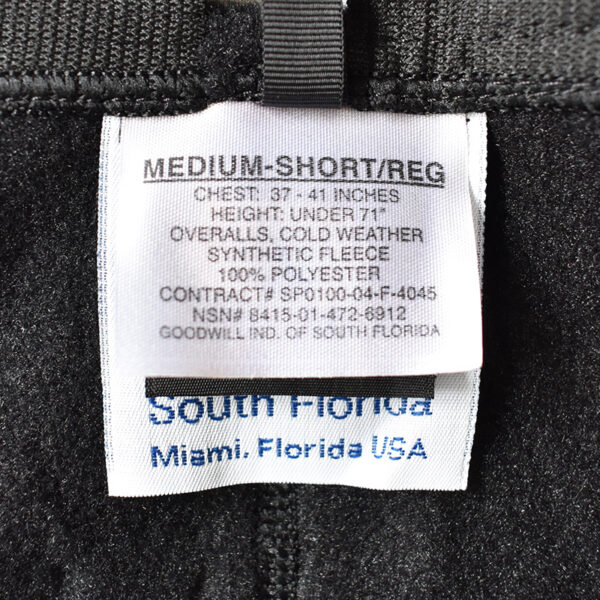 MEDIUM-SHORT/REG
CHEST: 37 - 41 INCHES
HEIGHT: UNDER 71"
OVERALLS, COLD WEATHER
SYNTHETIC FLEECE
100% POLYESTER
CONTRACT# SP0100-04-F-4045
NSN# 8415-01-472-6912
GOODWILL IND. OF SOUTH FLORIDA
South Florida
Miami, Florida USA